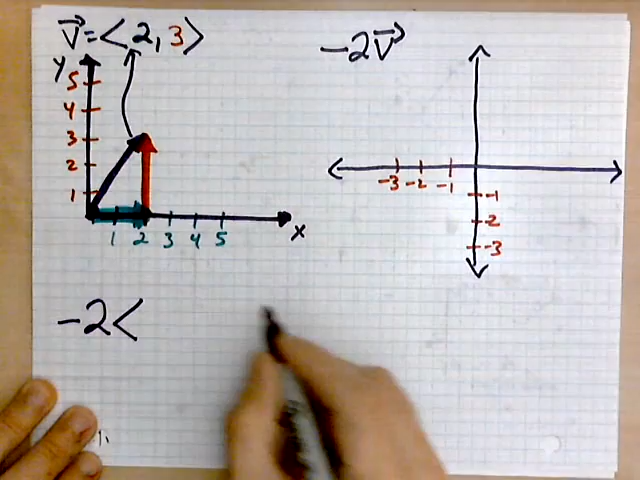 v⃗ = <2, 3>
y
5
4
3
2
1
1 2 3 4 5
x
-2v⃗
-3 -2 -1
-1
-2
-3
-2<